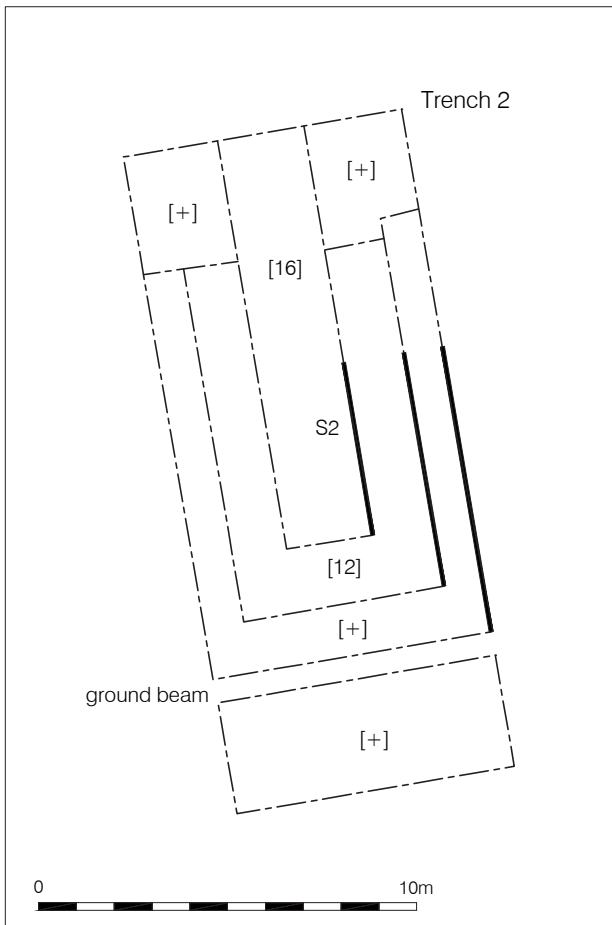 Trench 2
[+]
[+]
[16]
S2
[12]
[+]
ground beam
[+]
0
10m